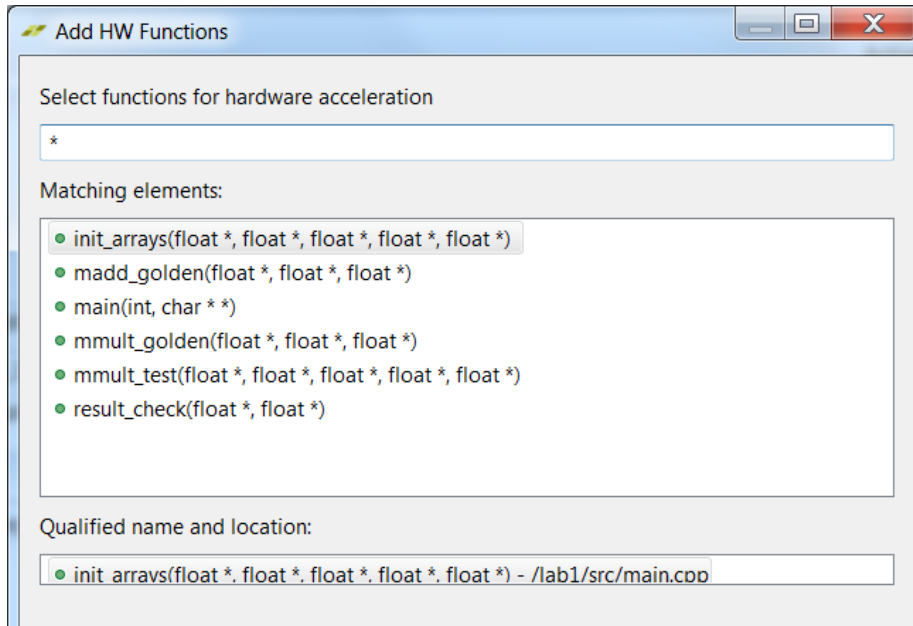 Add HW Functions
Select functions for hardware acceleration
*
Matching elements:
init_arrays(float *, float *, float *, float *, float *)
madd_golden(float *, float *, float *)
main(int, char * *)
mmult_golden(float *, float *, float *)
mmult_test(float *, float *, float *, float *, float *)
result_check(float *, float *)
Qualified name and location:
init_arrays(float *, float *, float *, float *, float *) - /lab1/src/main.cpp